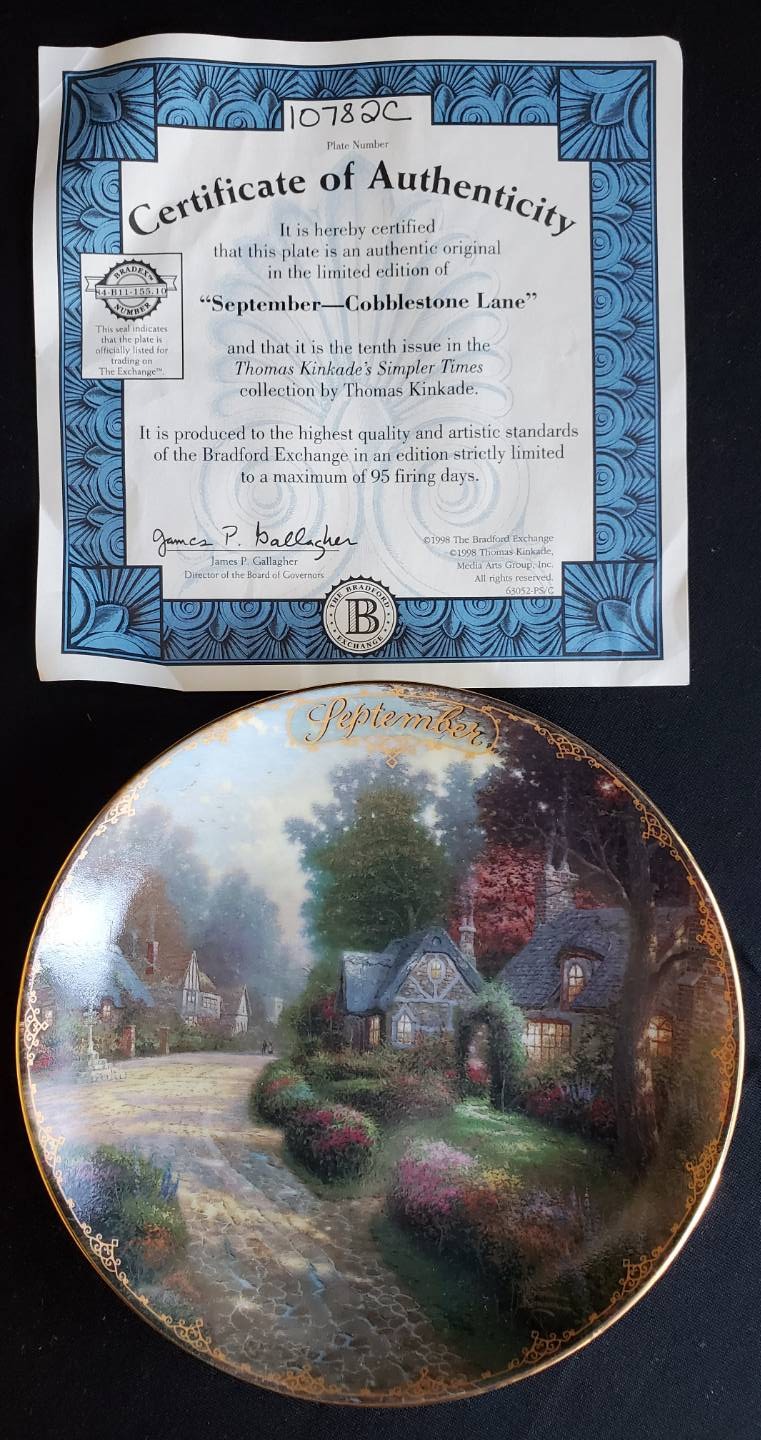 10782C
Plate Number
Certificate of Authenticity
It is hereby certified
that this plate is an authentic original
in the limited edition of
“September—Cobblestone Lane”
and that it is the tenth issue in the
Thomas Kinkade's Simpler Times
collection by Thomas Kinkade.
BRADEX™
84-B11-155.10
NUMBER
This seal indicates
that the plate is
officially listed for
trading on
The Exchange™.
It is produced to the highest quality and artistic standards
of the Bradford Exchange in an edition strictly limited
to a maximum of 95 firing days.
James P. Gallagher
James P. Gallagher
Director of the Board of Governors
©1998 The Bradford Exchange
©1998 Thomas Kinkade,
Media Arts Group, Inc.
All rights reserved.
63052-PS/C
THE BRADFORD
B
EXCHANGE
September